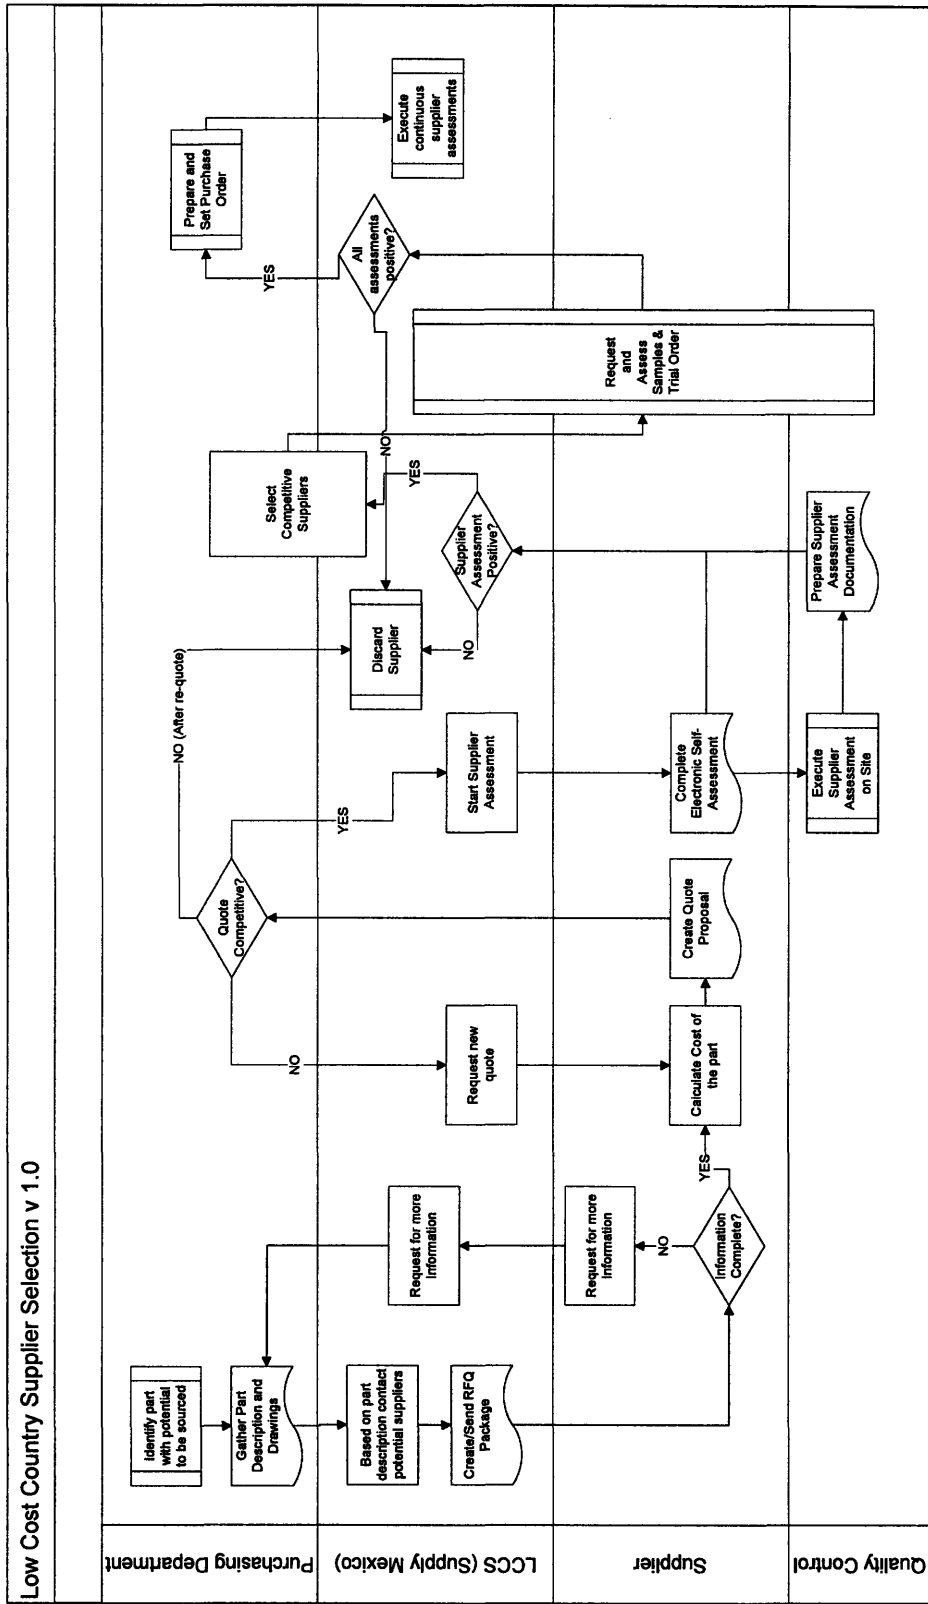 Low Cost Country Supplier Selection v 1.0
Purchasing Department
Identify part
with potential
to be sourced
Gather Part
Description and
Drawings
Quote
Competitive?
NO
YES
NO (After re-quote)
Select
Competitive
Suppliers
Prepare and
Set Purchase
Order
YES
LCCS (Supply Mexico)
Based on part
description contact
potential suppliers
Create/Send RFQ
Package
Request for more
Information
Request new
quote
Start Supplier
Assessment
Discard
Supplier
NO
Supplier
Assessment
Positive?
YES
NO
All
assessments
positive?
Execute
continuous
supplier
assessments
Supplier
Information
Complete?
NO
Request for more
Information
YES
Calculate Cost of
the part
Create Quote
Proposal
Complete
Electronic Self-
Assessment
Request
and
Assess
Samples &
Trial Order
Quality Control
Execute
Supplier
Assessment
on Site
Prepare Supplier
Assessment
Documentation